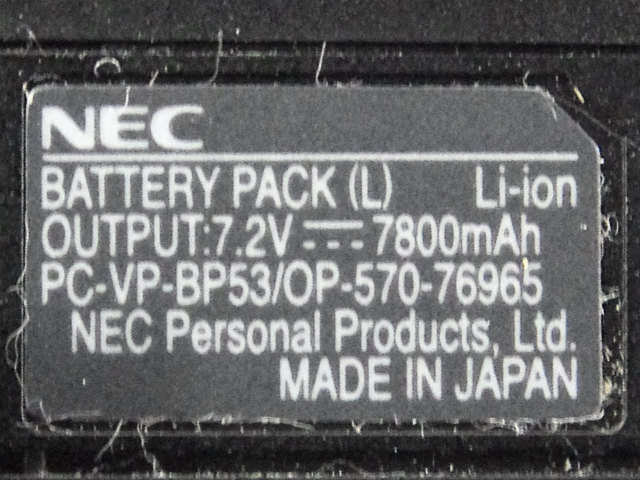 NEC
BATTERY PACK (L) Li-ion
OUTPUT:7.2V ⎓ 7800mAh
PC-VP-BP53/OP-570-76965
NEC Personal Products, Ltd.
MADE IN JAPAN